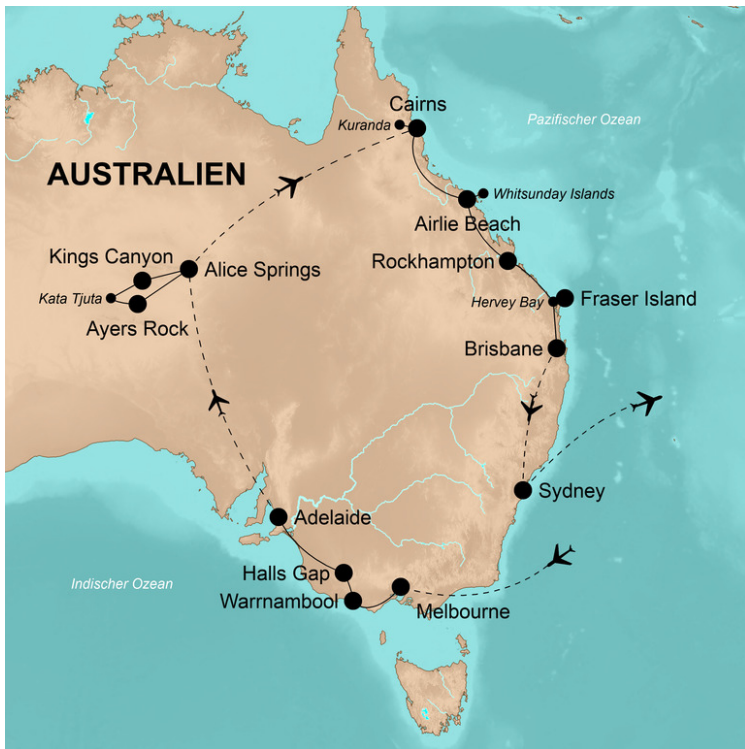 Cairns
Kuranda
Pazifischer Ozean
AUSTRALIEN
Whitsunday Islands
Airlie Beach
Kings Canyon
Rockhampton
Alice Springs
Kata Tjuta
Hervey Bay
Fraser Island
Ayers Rock
Brisbane
Sydney
Adelaide
Halls Gap
Indischer Ozean
Warrnambool
Melbourne